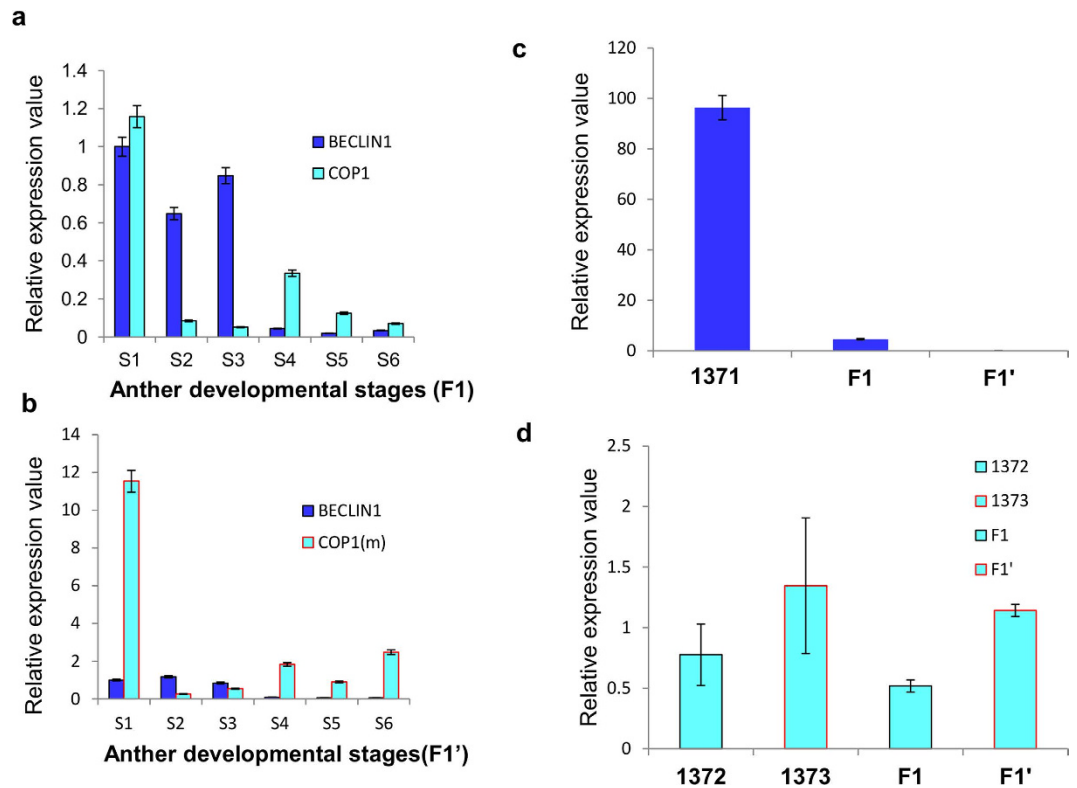 a
1.4
1.2
1
0.8
0.6
0.4
0.2
0
Relative expression value
BECLIN1
COP1
S1 S2 S3 S4 S5 S6
Anther developmental stages (F1)
b
14
12
10
8
6
4
2
0
Relative expression value
BECLIN1
COP1(m)
S1 S2 S3 S4 S5 S6
Anther developmental stages(F1’)
c
120
100
80
60
40
20
0
Relative expression value
1371 F1 F1'
d
2.5
2
1.5
1
0.5
0
Relative expression value
1372
1373
F1
F1'
1372 1373 F1 F1'